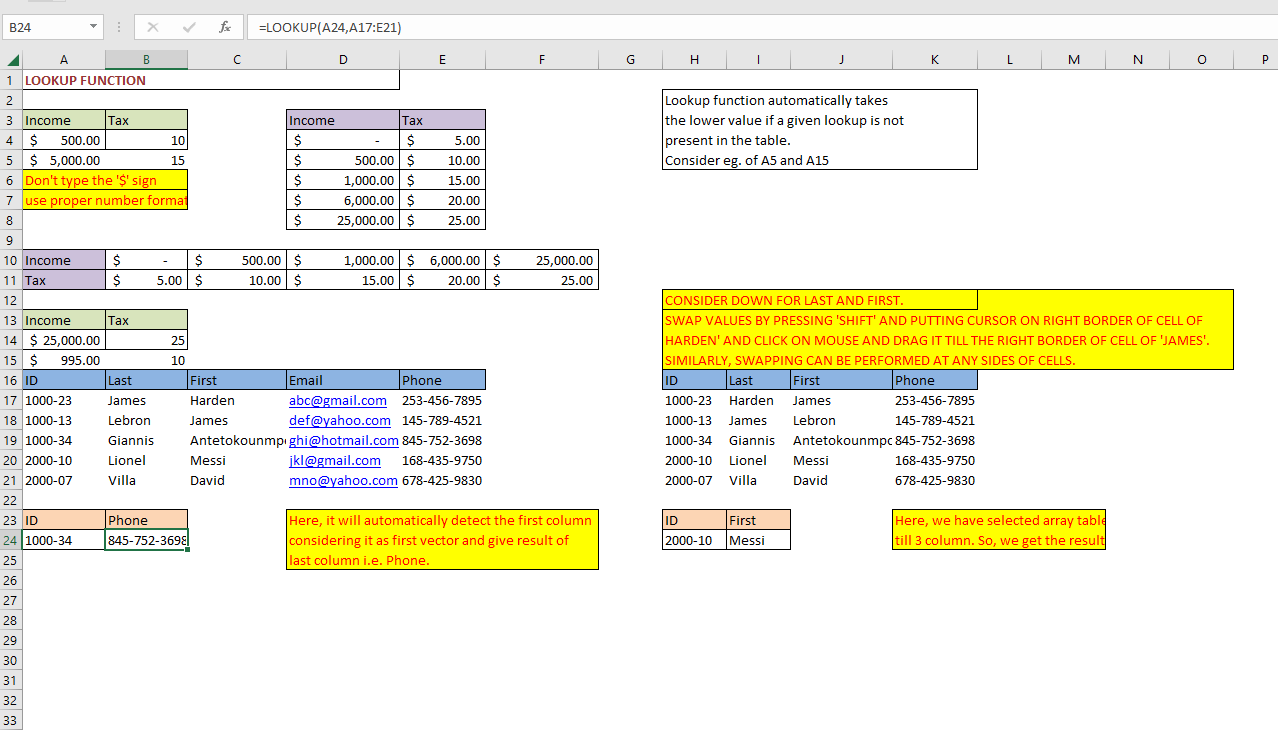 B24 =LOOKUP(A24,A17:E21)
A B C D E F G H I J K L M N O P
1 LOOKUP FUNCTION
2 Lookup function automatically takes
3 Income Tax Income Tax the lower value if a given lookup is not
4 $ 500.00 10 $ - $ 5.00 present in the table.
5 $ 5,000.00 15 $ 500.00 $ 10.00 Consider eg. of A5 and A15
6 Don't type the '$' sign $ 1,000.00 $ 15.00
7 use proper number format $ 6,000.00 $ 20.00
8 $ 25,000.00 $ 25.00
9
10 Income $ - $ 500.00 $ 1,000.00 $ 6,000.00 $ 25,000.00
11 Tax $ 5.00 $ 10.00 $ 15.00 $ 20.00 $ 25.00
12 CONSIDER DOWN FOR LAST AND FIRST.
13 Income Tax SWAP VALUES BY PRESSING 'SHIFT' AND PUTTING CURSOR ON RIGHT BORDER OF CELL OF
14 $ 25,000.00 25 HARDEN' AND CLICK ON MOUSE AND DRAG IT TILL THE RIGHT BORDER OF CELL OF 'JAMES'.
15 $ 995.00 10 SIMILARLY, SWAPPING CAN BE PERFORMED AT ANY SIDES OF CELLS.
16 ID Last First Email Phone ID Last First Phone
17 1000-23 James Harden abc@gmail.com 253-456-7895 1000-23 Harden James 253-456-7895
18 1000-13 Lebron James def@yahoo.com 145-789-4521 1000-13 James Lebron 145-789-4521
19 1000-34 Giannis Antetokounmp ghi@hotmail.com 845-752-3698 1000-34 Giannis Antetokounmpo 845-752-3698
20 2000-10 Lionel Messi jkl@gmail.com 168-435-9750 2000-10 Lionel Messi 168-435-9750
21 2000-07 Villa David mno@yahoo.com 678-425-9830 2000-07 Villa David 678-425-9830
22
23 ID Phone Here, it will automatically detect the first column ID First Here, we have selected array table
24 1000-34 845-752-3698 considering it as first vector and give result of 2000-10 Messi till 3 column. So, we get the result
25 last column i.e. Phone.
26
27
28
29
30
31
32
33